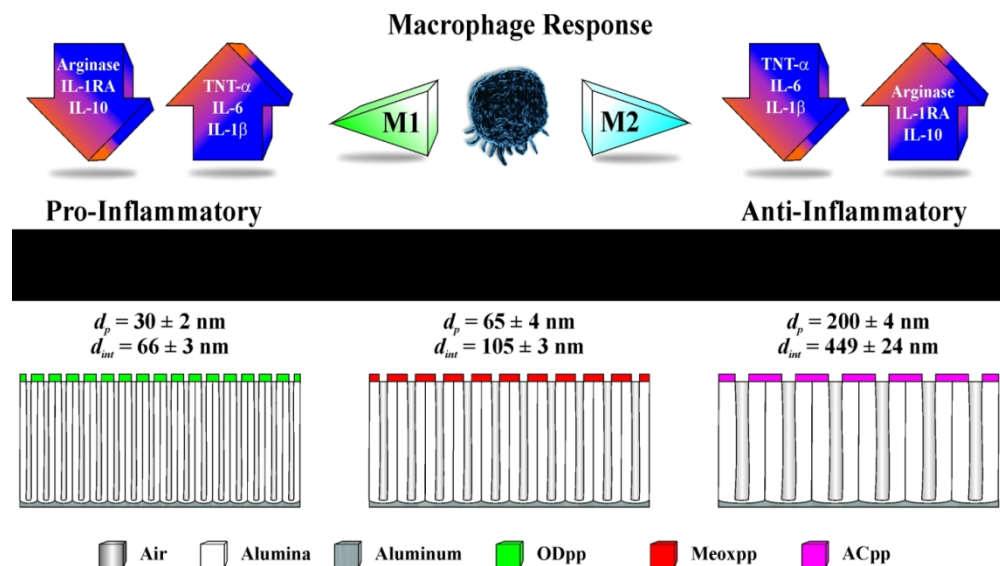 Macrophage Response
Arginase
IL-1RA
IL-10
TNT-α
IL-6
IL-1β
M1
M2
TNT-α
IL-6
IL-1β
Arginase
IL-1RA
IL-10
Pro-Inflammatory
Anti-Inflammatory
dp = 30 ± 2 nm
dint = 66 ± 3 nm
dp = 65 ± 4 nm
dint = 105 ± 3 nm
dp = 200 ± 4 nm
dint = 449 ± 24 nm
Air
Alumina
Aluminum
ODpp
Meoxpp
ACpp